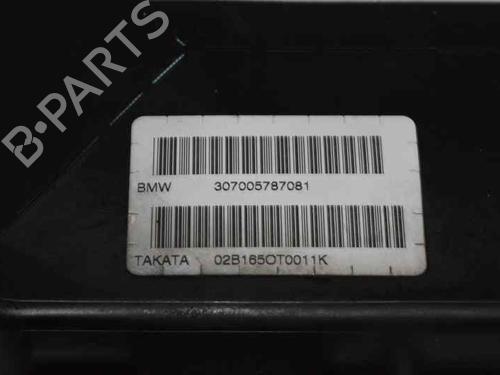 B-PARTS
BMW 307005787081
TAKATA 02B165OT0011K